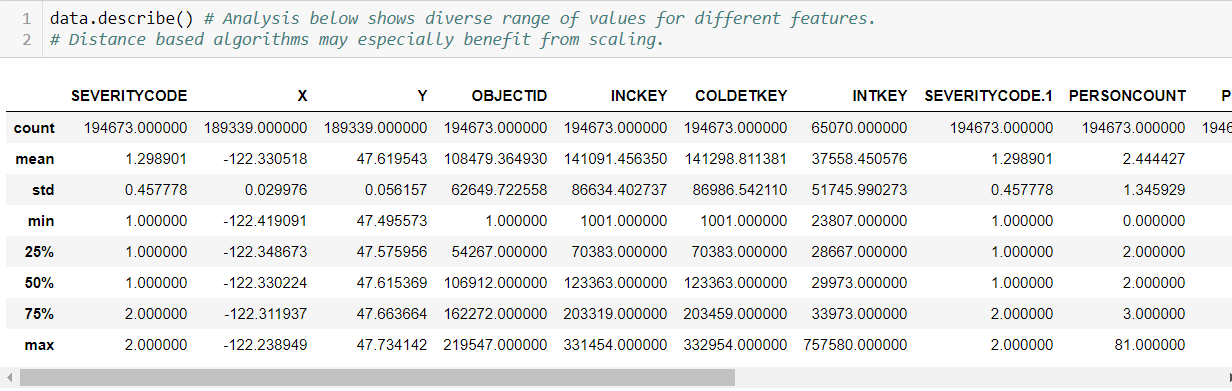 1 data.describe() # Analysis below shows diverse range of values for different features.
2 # Distance based algorithms may especially benefit from scaling.
SEVERITYCODE X Y OBJECTID INCKEY COLDETKEY INTKEY SEVERITYCODE.1 PERSONCOUNT P
count 194673.000000 189339.000000 189339.000000 194673.000000 194673.000000 194673.000000 65070.000000 194673.000000 194673.000000 1946
mean 1.298901 -122.330518 47.619543 108479.364930 141091.456350 141298.811381 37558.450576 1.298901 2.444427
std 0.457778 0.029976 0.056157 62649.722558 86634.402737 86986.542110 51745.990273 0.457778 1.345929
min 1.000000 -122.419091 47.495573 1.000000 1001.000000 1001.000000 23807.000000 1.000000 0.000000
25% 1.000000 -122.348673 47.575956 54267.000000 70383.000000 70383.000000 28667.000000 1.000000 2.000000
50% 1.000000 -122.330224 47.615369 106912.000000 123363.000000 123363.000000 29973.000000 1.000000 2.000000
75% 2.000000 -122.311937 47.663664 162272.000000 203319.000000 203459.000000 33973.000000 2.000000 3.000000
max 2.000000 -122.238949 47.734142 219547.000000 331454.000000 332954.000000 757580.000000 2.000000 81.000000